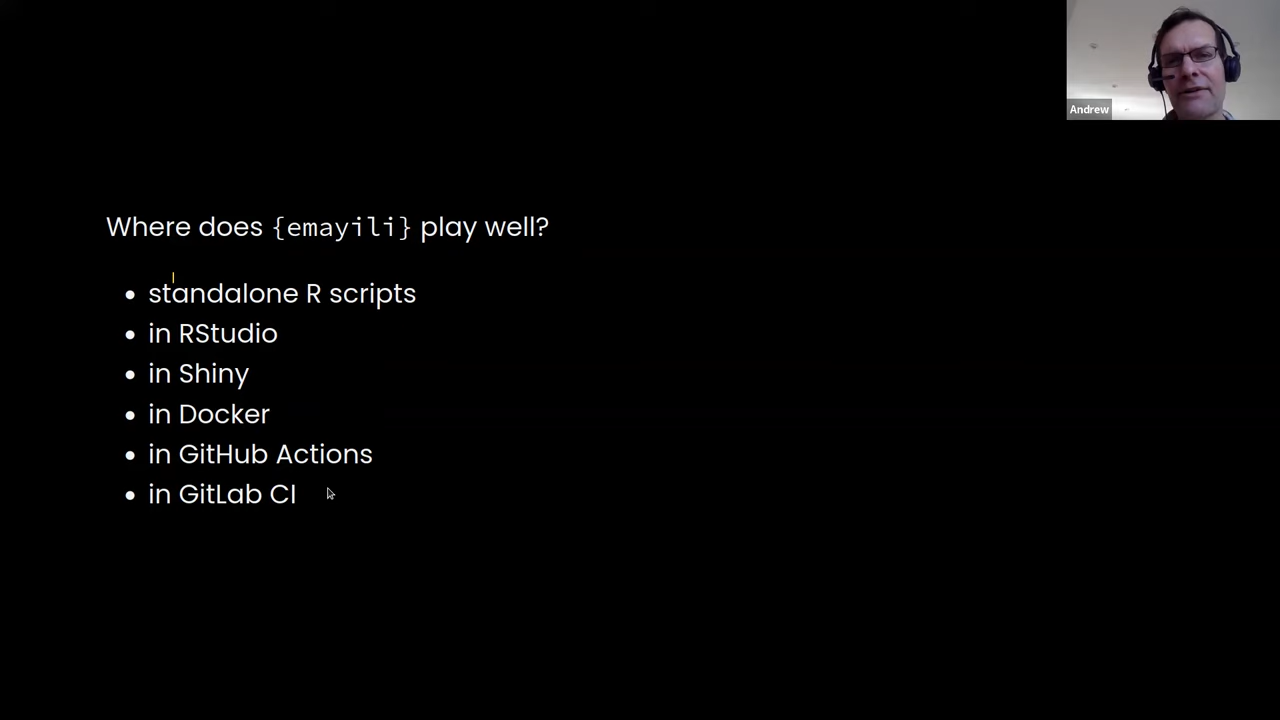 Andrew
Where does {emayili} play well?
• standalone R scripts
• in RStudio
• in Shiny
• in Docker
• in GitHub Actions
• in GitLab CI